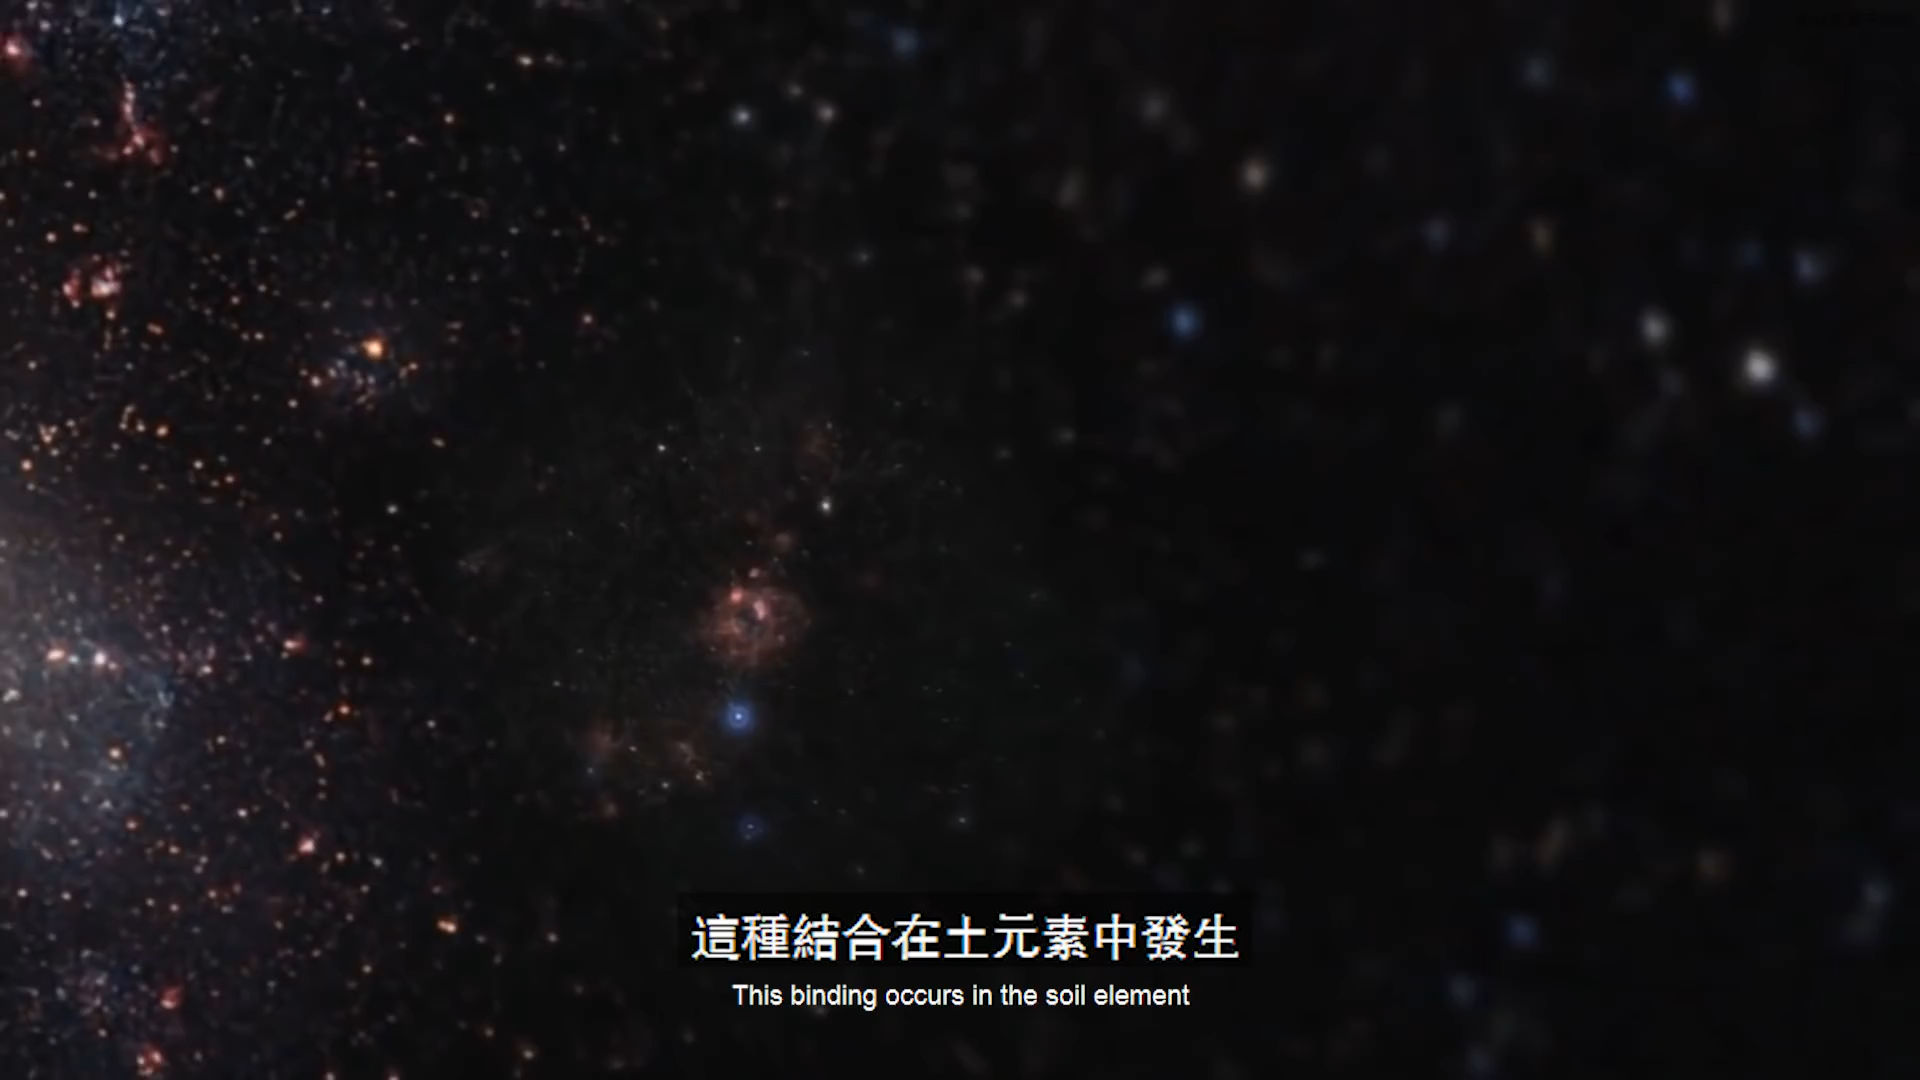 這種結合在土元素中發生
This binding occurs in the soil element